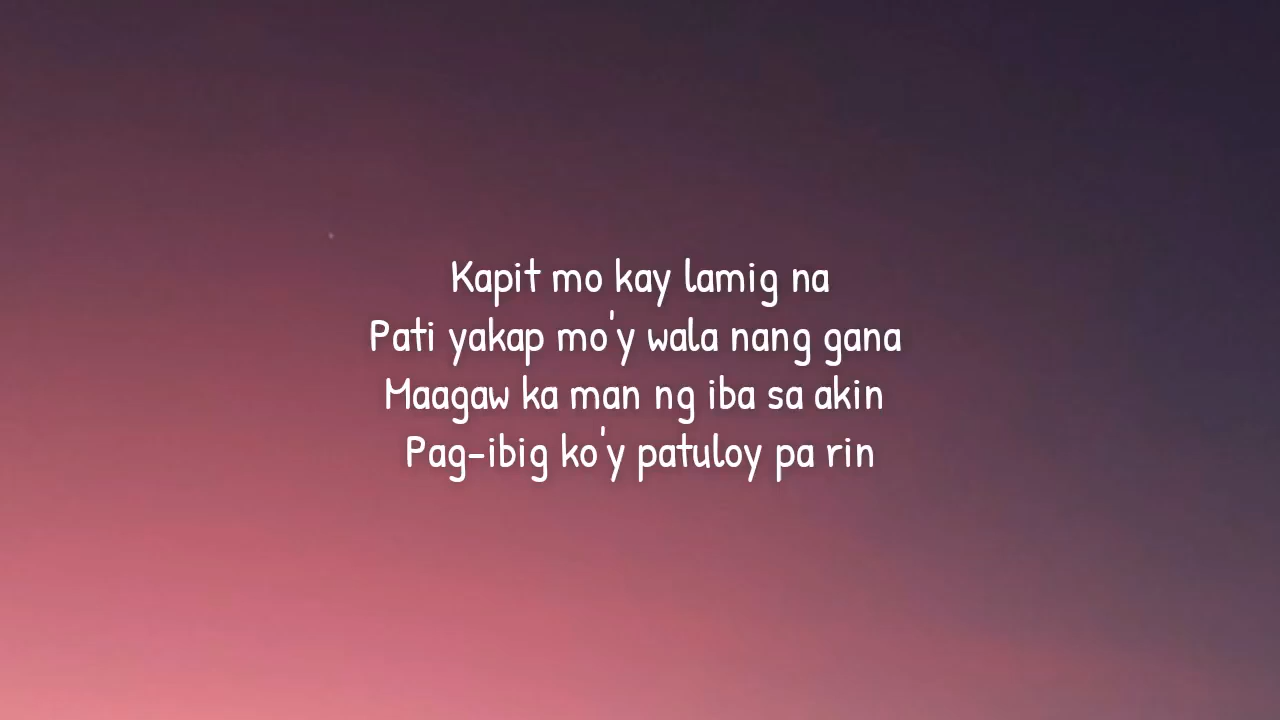 Kapit mo kay lamig na
Pati yakap mo'y wala nang gana
Maagaw ka man ng iba sa akin
Pag-ibig ko'y patuloy pa rin